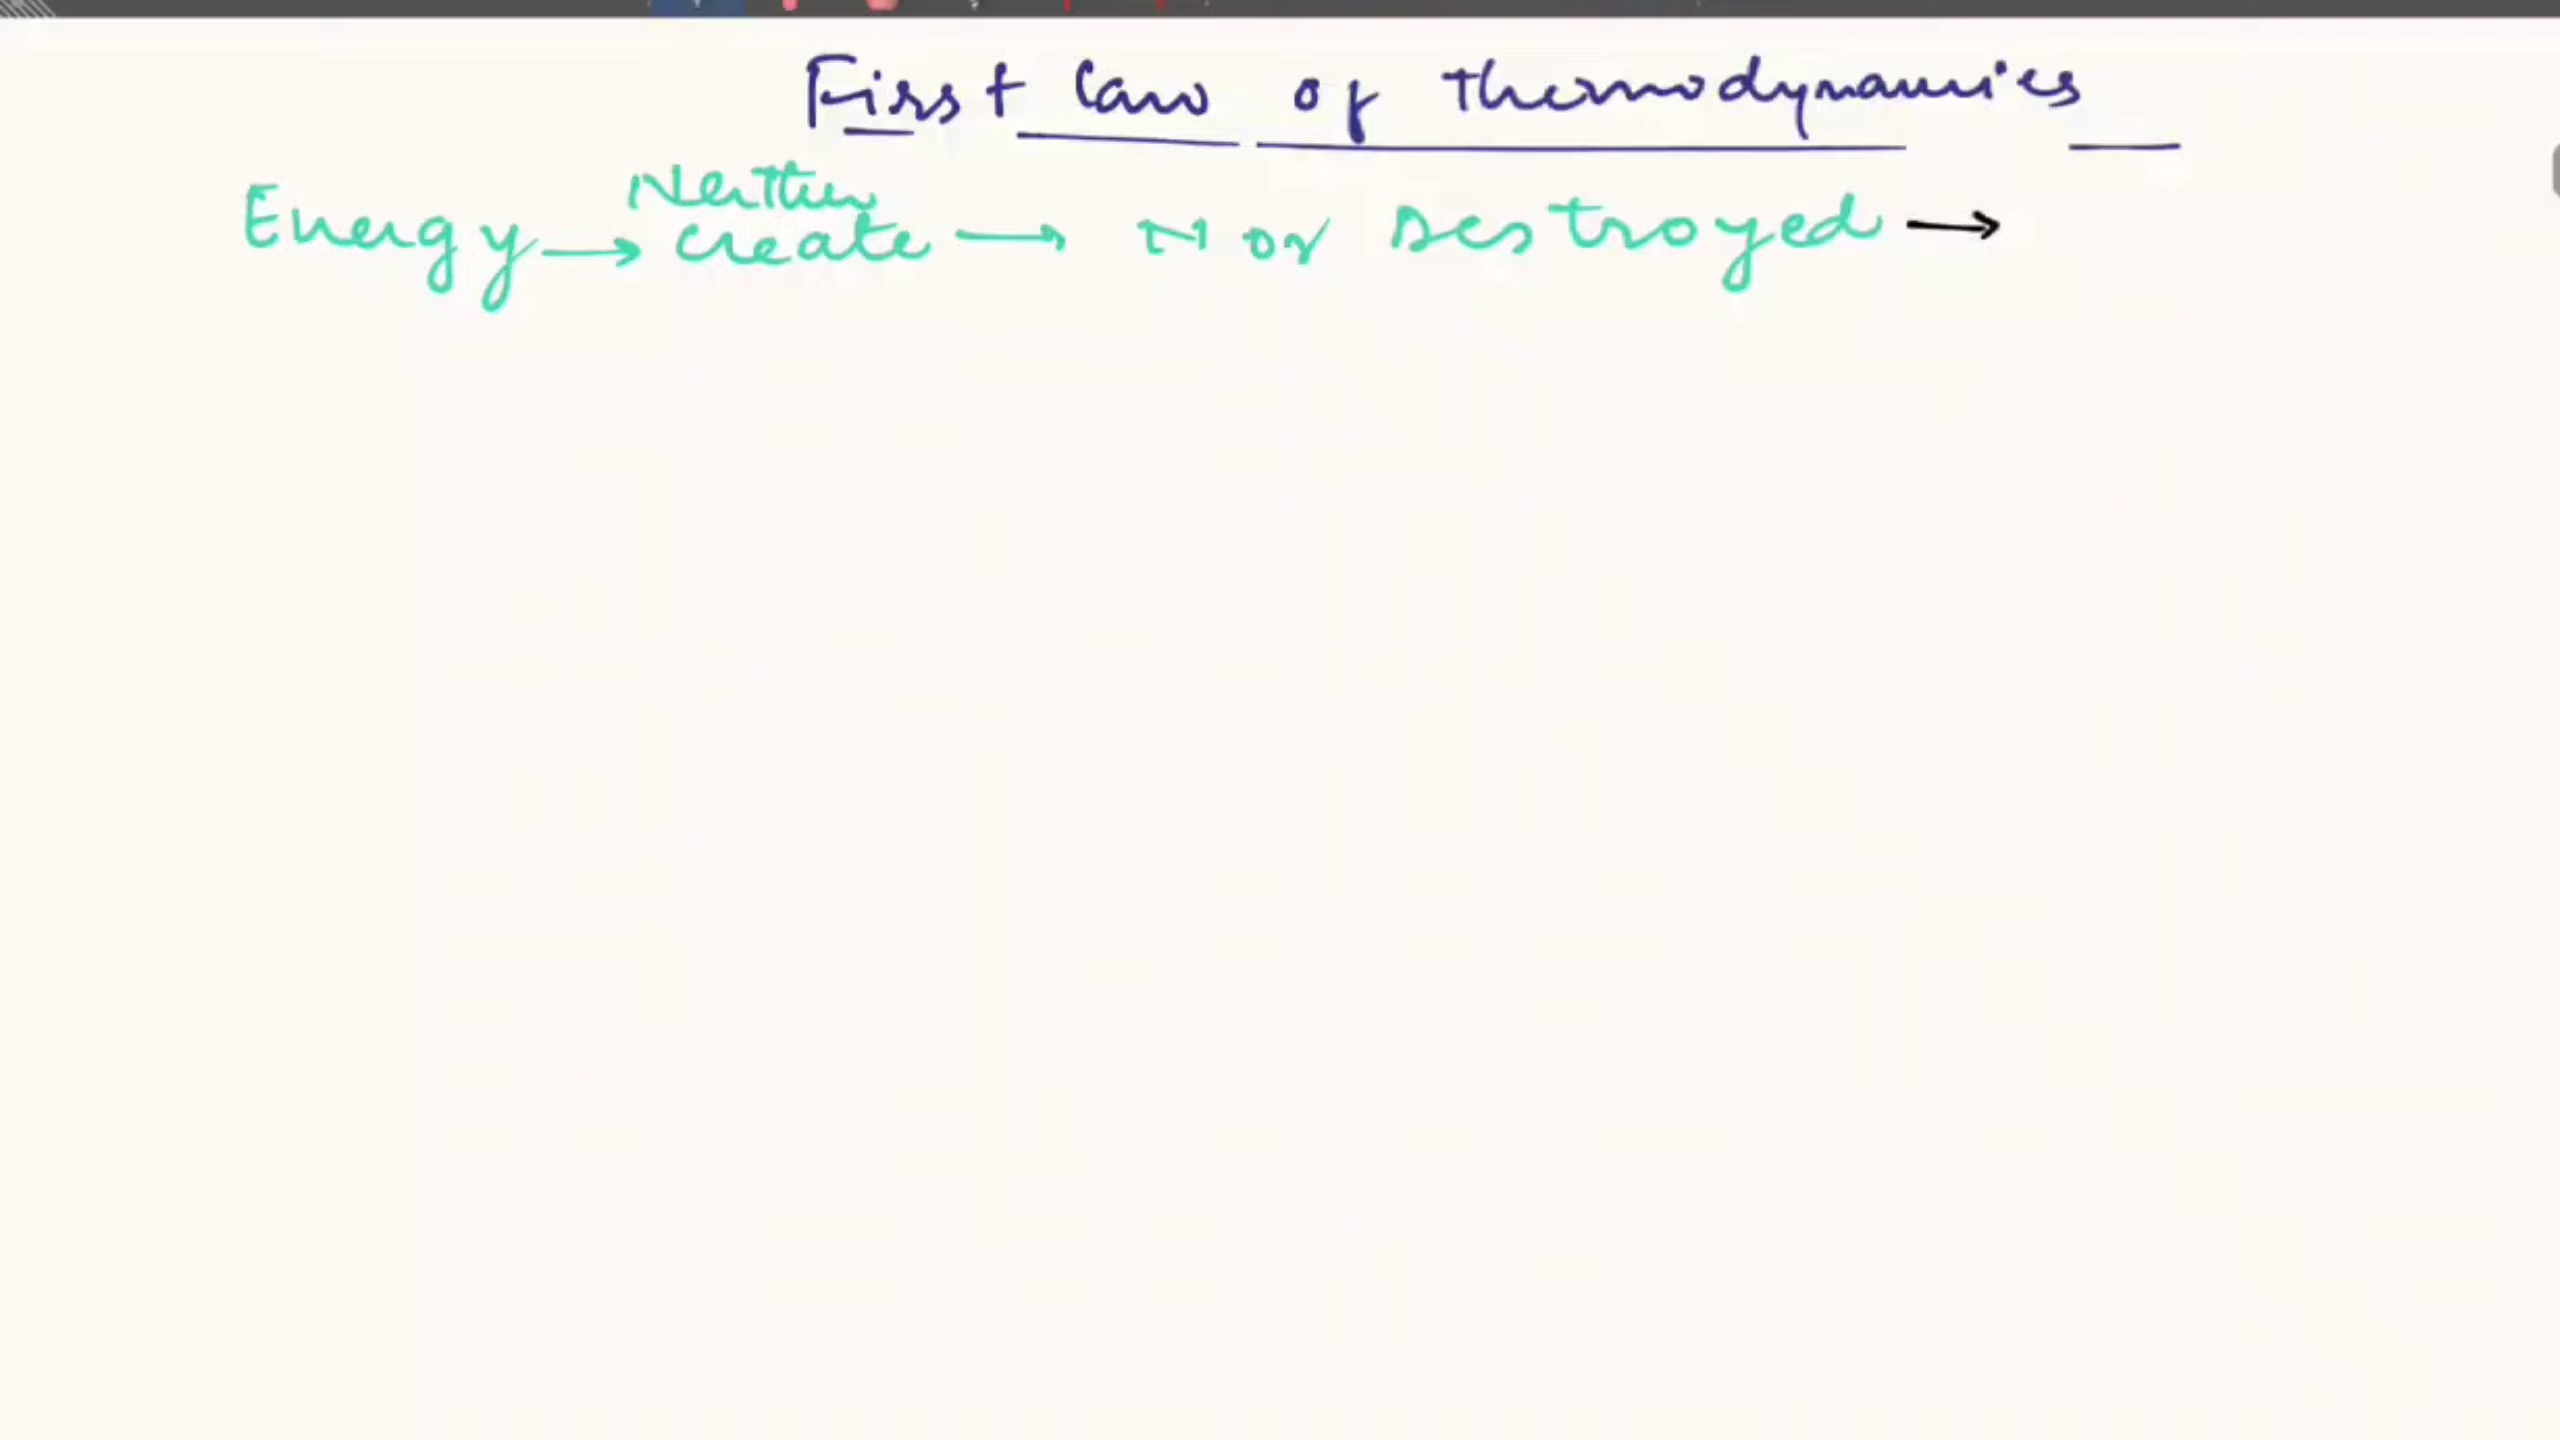 First Law of Thermodynamics
Neither
Energy → create → Nor Destroyed →